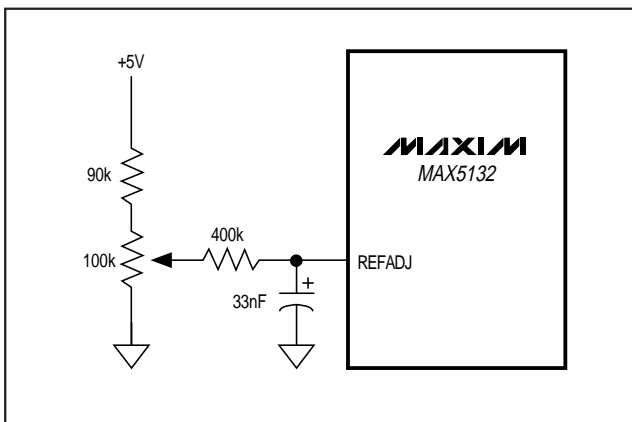 +5V
90k
100k
400k
33nF
+
REFADJ
MAXIM
MAX5132